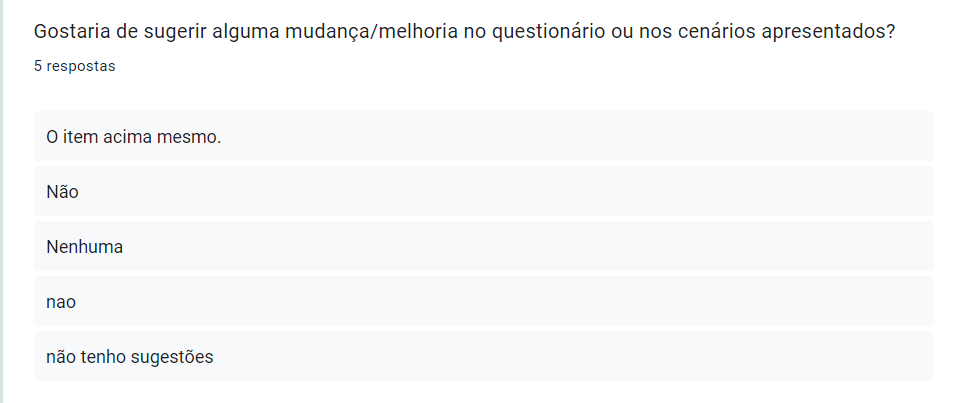 Gostaria de sugerir alguma mudança/melhoria no questionário ou nos cenários apresentados?
5 respostas
O item acima mesmo.
Não
Nenhuma
nao
não tenho sugestões